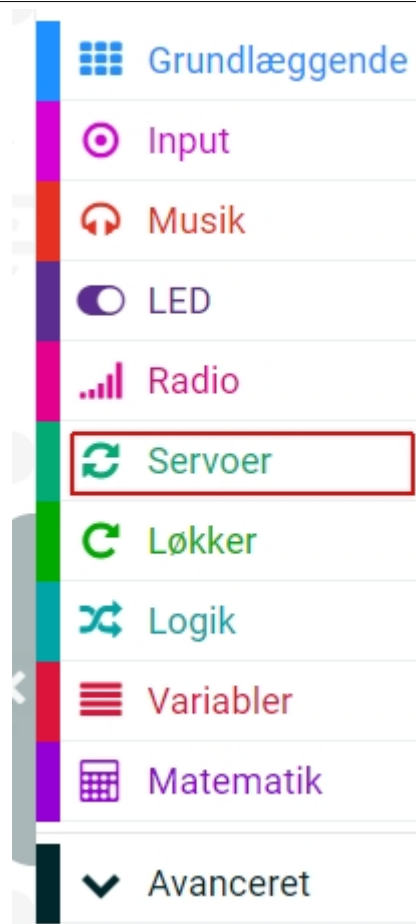 Grundlæggende
Input
Musik
LED
Radio
Servoer
Løkker
Logik
Variabler
Matematik
Avanceret